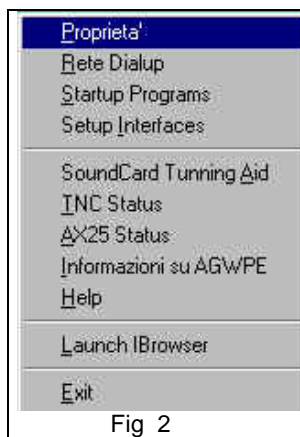 Proprieta'
Rete Dialup
Startup Programs
Setup Interfaces
SoundCard Tunning Aid
TNC Status
AX25 Status
Informazioni su AGWPE
Help
Launch IBrowser
Exit
Fig 2